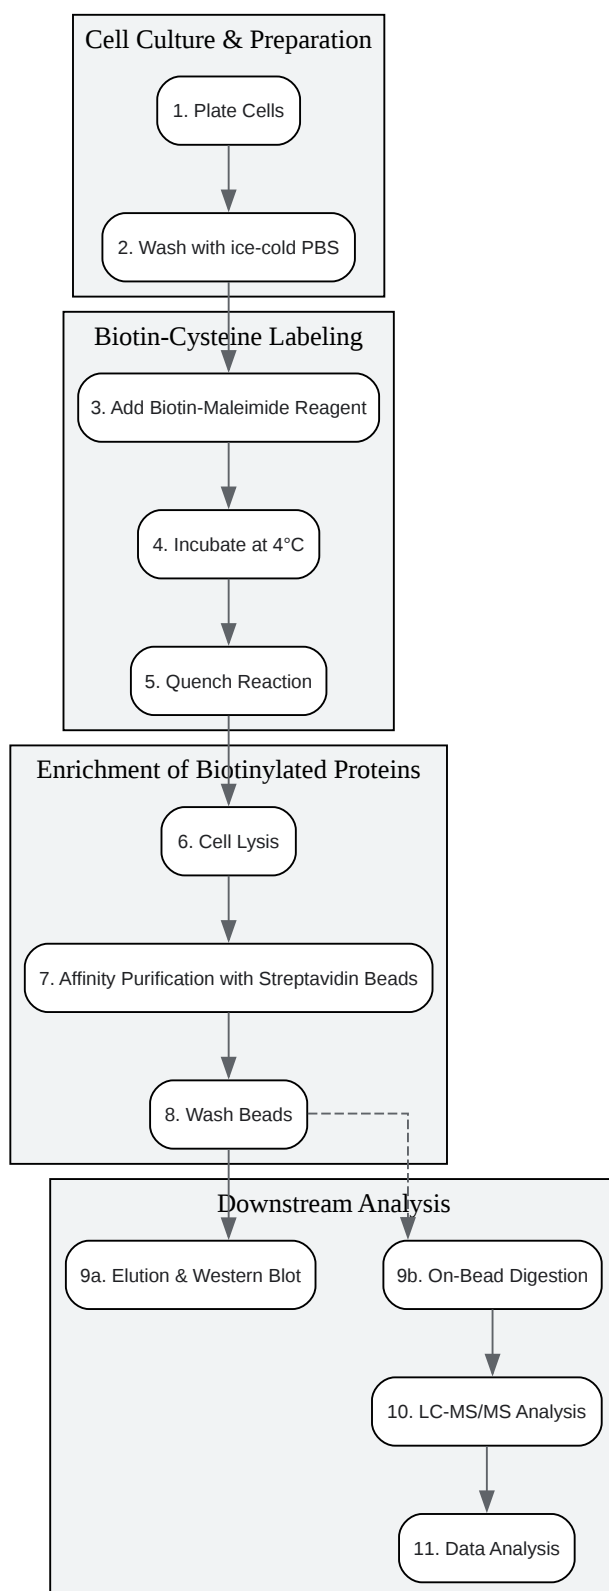 Cell Culture & Preparation
1. Plate Cells
2. Wash with ice-cold PBS
Biotin-Cysteine Labeling
3. Add Biotin-Maleimide Reagent
4. Incubate at 4°C
5. Quench Reaction
Enrichment of Biotinylated Proteins
6. Cell Lysis
7. Affinity Purification with Streptavidin Beads
8. Wash Beads
Downstream Analysis
9a. Elution & Western Blot
9b. On-Bead Digestion
10. LC-MS/MS Analysis
11. Data Analysis